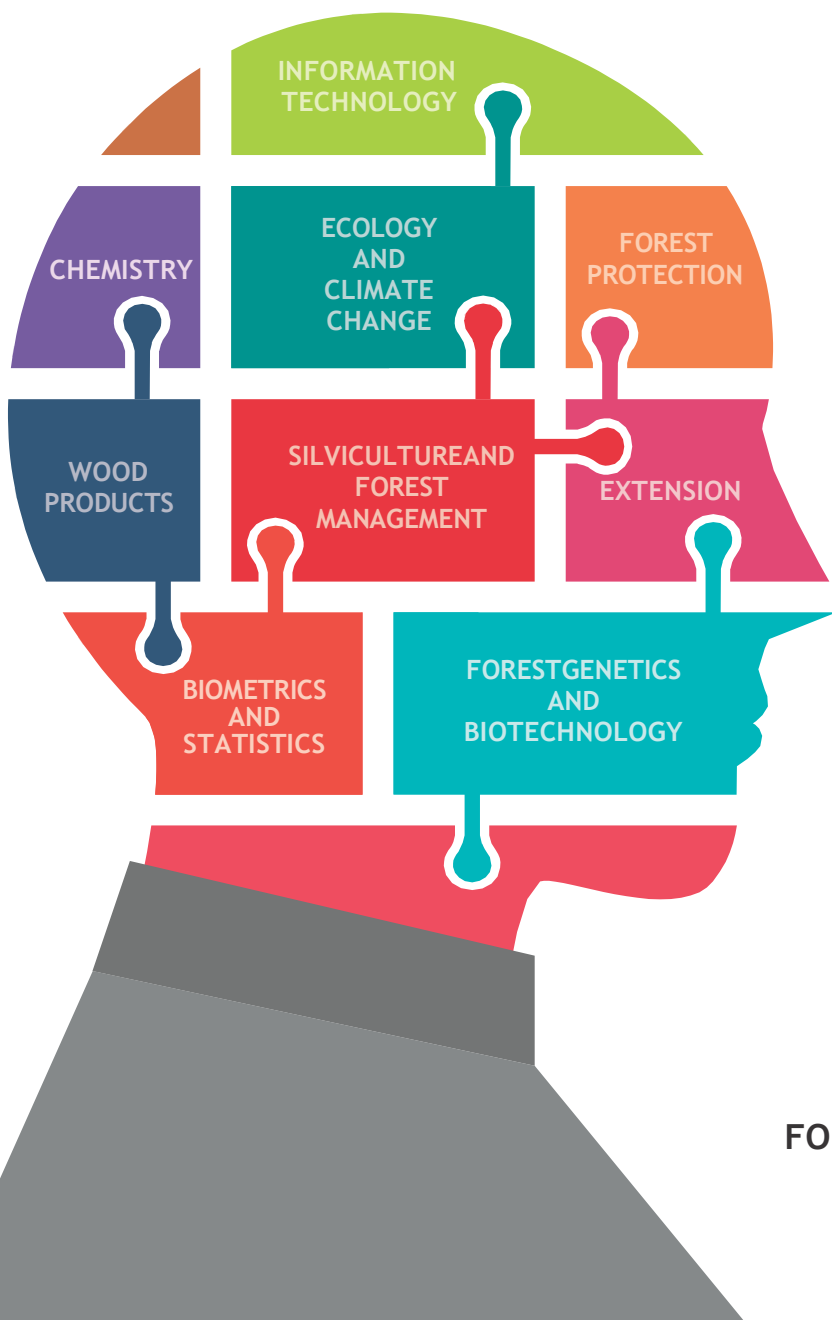 INFORMATION
TECHNOLOGY
CHEMISTRY
ECOLOGY
AND
CLIMATE
CHANGE
FOREST
PROTECTION
WOOD
PRODUCTS
SILVICULTUREAND
FOREST
MANAGEMENT
EXTENSION
BIOMETRICS
AND
STATISTICS
FORESTGENETICS
AND
BIOTECHNOLOGY
FO